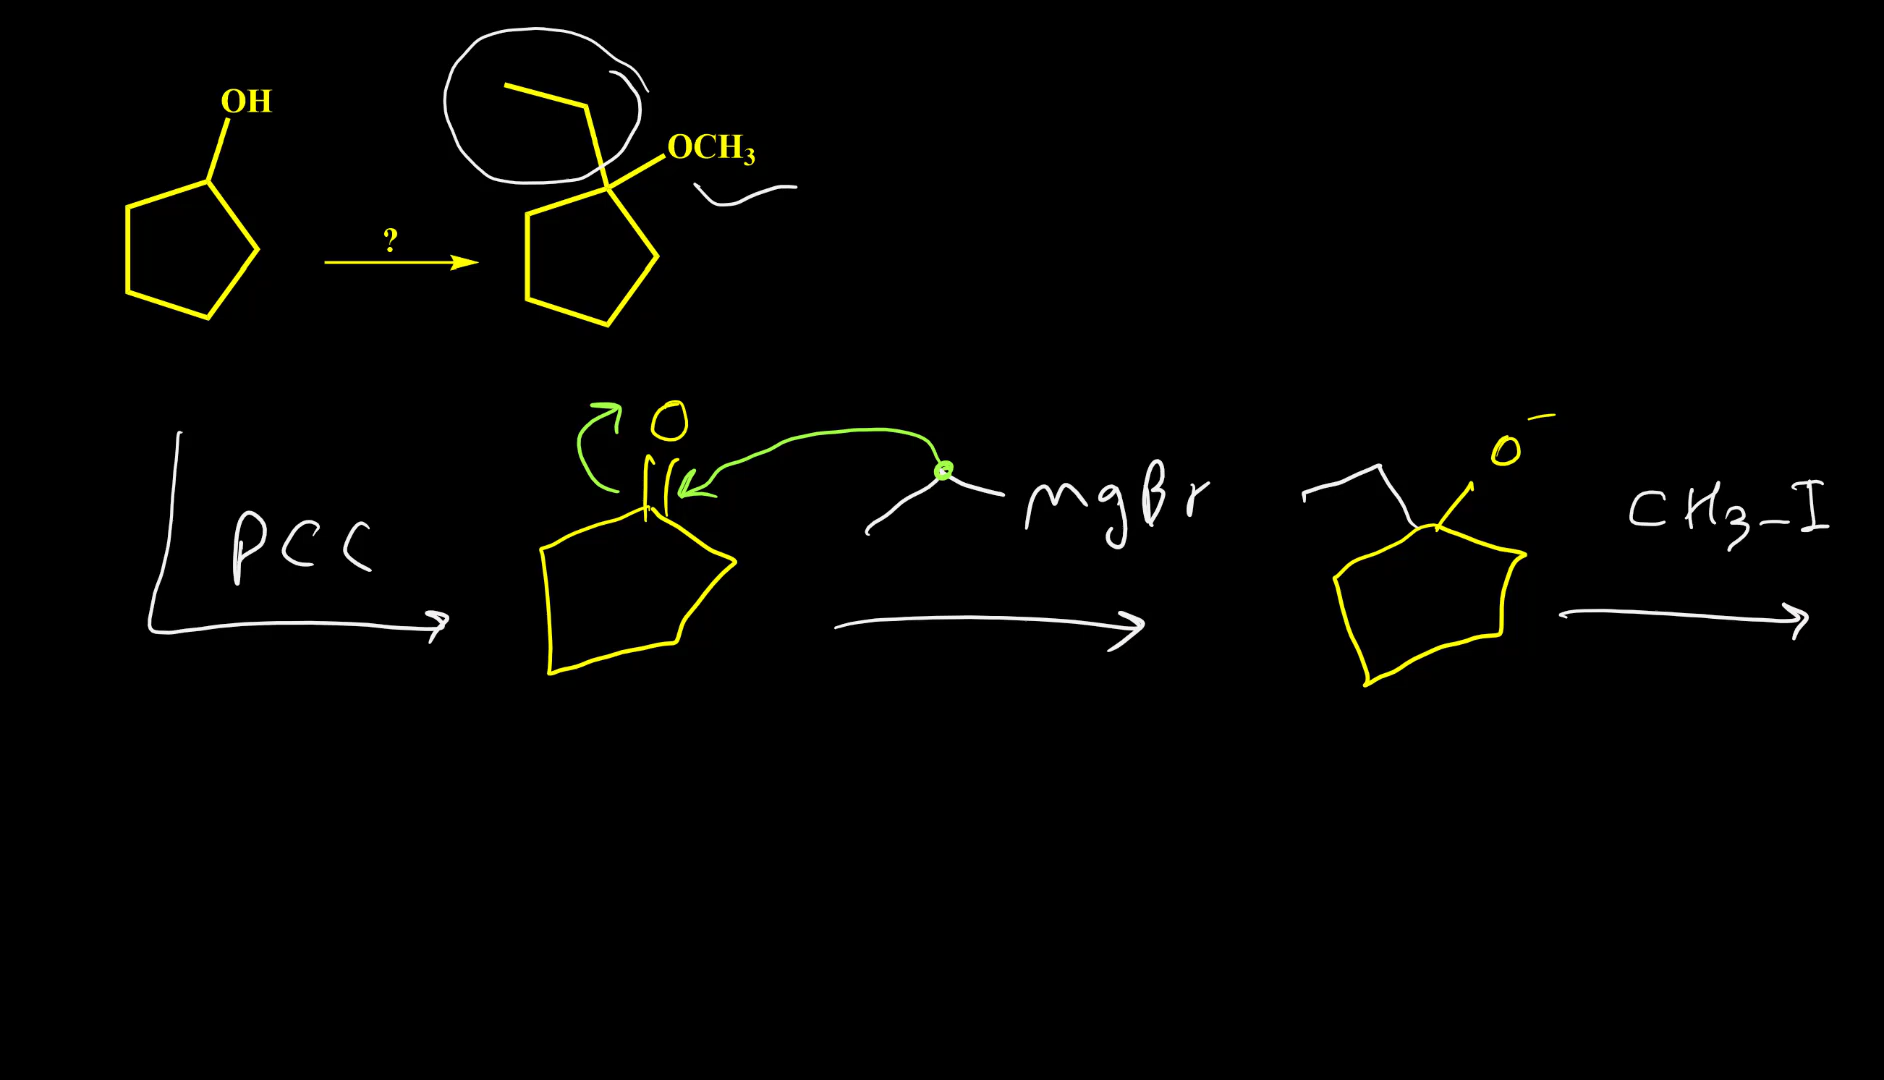 OH
OCH₃
?
O
O⁻
MgBr
CH₃-I
PCC